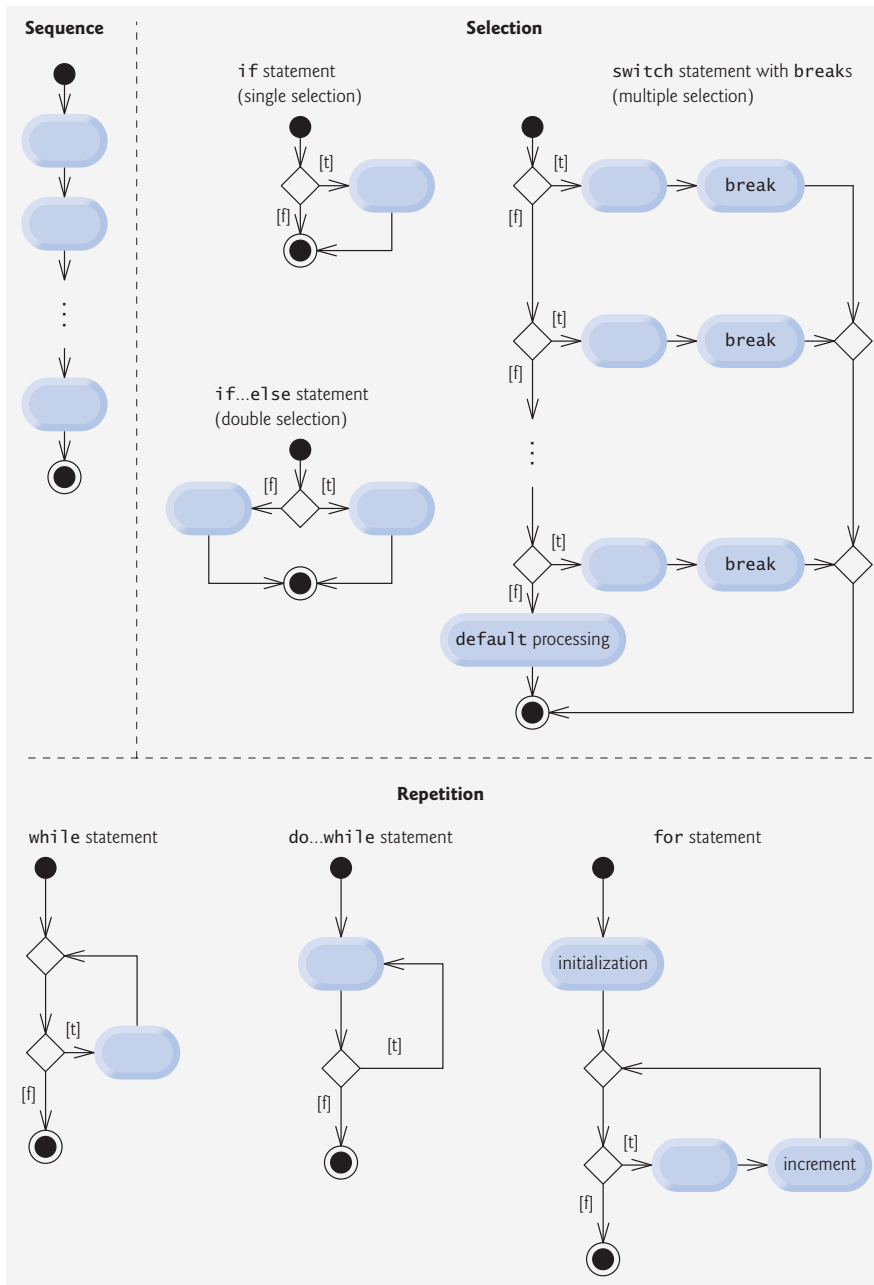 Sequence
Selection
if statement
(single selection)
[t]
[f]
if...else statement
(double selection)
[f]
[t]
switch statement with breaks
(multiple selection)
[t]
break
[f]
[t]
break
[f]
[t]
break
[f]
default processing
Repetition
while statement
[t]
[f]
do...while statement
[t]
[f]
for statement
initialization
[t]
increment
[f]